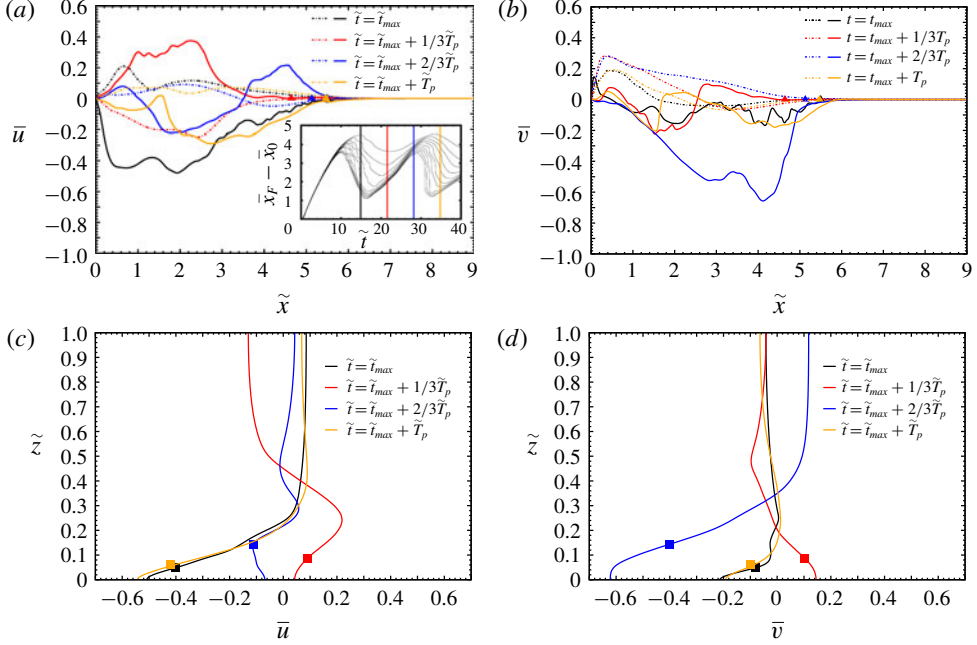 (a)
0.6
0.4
0.2
0
−0.2
−0.4
−0.6
−0.8
−1.0
u̅
t̃ = t̃max
t̃ = t̃max + 1/3T̃p
t̃ = t̃max + 2/3T̃p
t̃ = t̃max + T̃p
x̅F − x̅0
5
4
3
2
1
0
0 10 20 30 40
t̃
0 1 2 3 4 5 6 7 8 9
x̃
(b)
0.6
0.4
0.2
0
−0.2
−0.4
−0.6
−0.8
−1.0
v̅
t = tmax
t = tmax + 1/3Tp
t = tmax + 2/3Tp
t = tmax + Tp
0 1 2 3 4 5 6 7 8 9
x̃
(c)
1.0
0.9
0.8
0.7
0.6
0.5
0.4
0.3
0.2
0.1
0
z̃
t̃ = t̃max
t̃ = t̃max + 1/3T̃p
t̃ = t̃max + 2/3T̃p
t̃ = t̃max + T̃p
−0.6 −0.4 −0.2 0 0.2 0.4 0.6
u̅
(d)
1.0
0.9
0.8
0.7
0.6
0.5
0.4
0.3
0.2
0.1
0
z̃
t̃ = t̃max
t̃ = t̃max + 1/3T̃p
t̃ = t̃max + 2/3T̃p
t̃ = t̃max + T̃p
−0.6 −0.4 −0.2 0 0.2 0.4 0.6
v̅